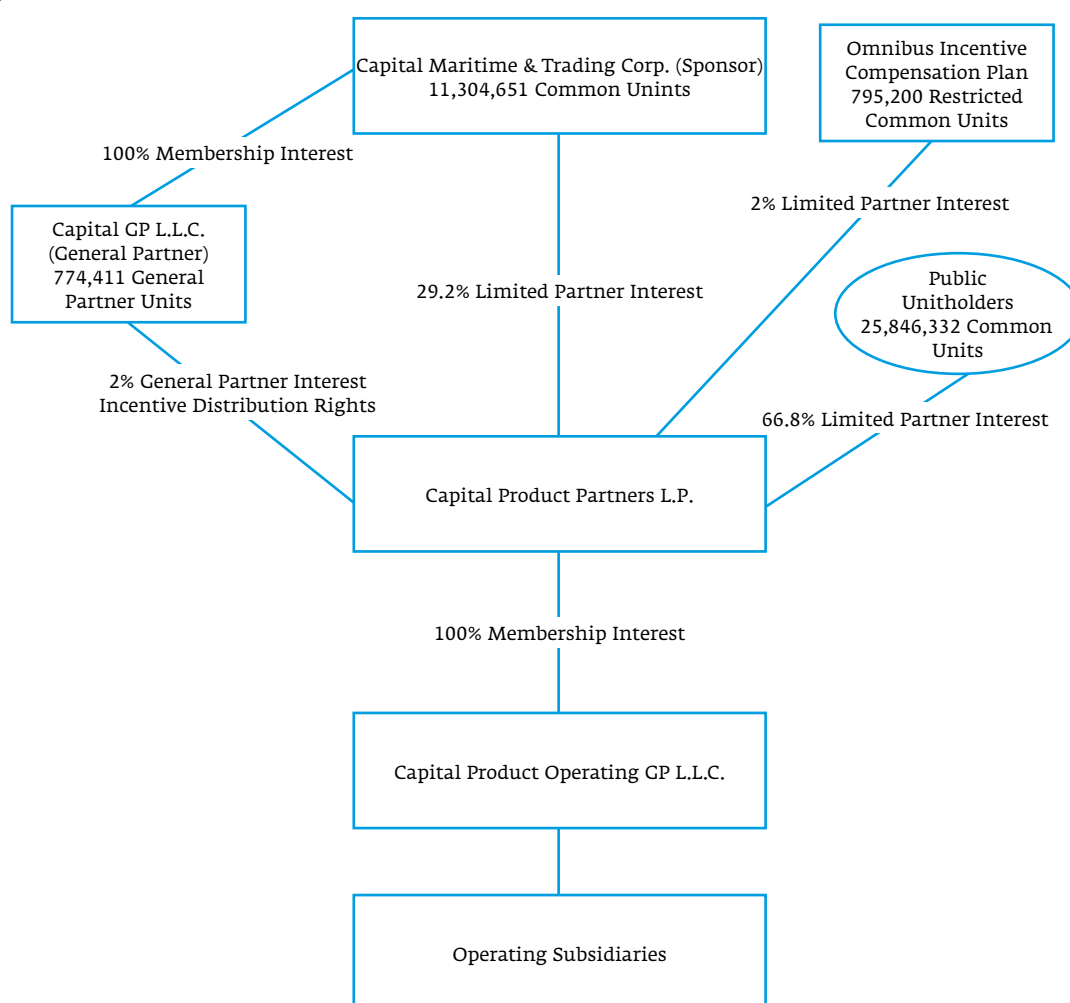 Capital Maritime & Trading Corp. (Sponsor)
11,304,651 Common Unints
Omnibus Incentive
Compensation Plan
795,200 Restricted
Common Units
100% Membership Interest
2% Limited Partner Interest
Capital GP L.L.C.
(General Partner)
774,411 General
Partner Units
29.2% Limited Partner Interest
Public
Unitholders
25,846,332 Common
Units
2% General Partner Interest
Incentive Distribution Rights
66.8% Limited Partner Interest
Capital Product Partners L.P.
100% Membership Interest
Capital Product Operating GP L.L.C.
Operating Subsidiaries